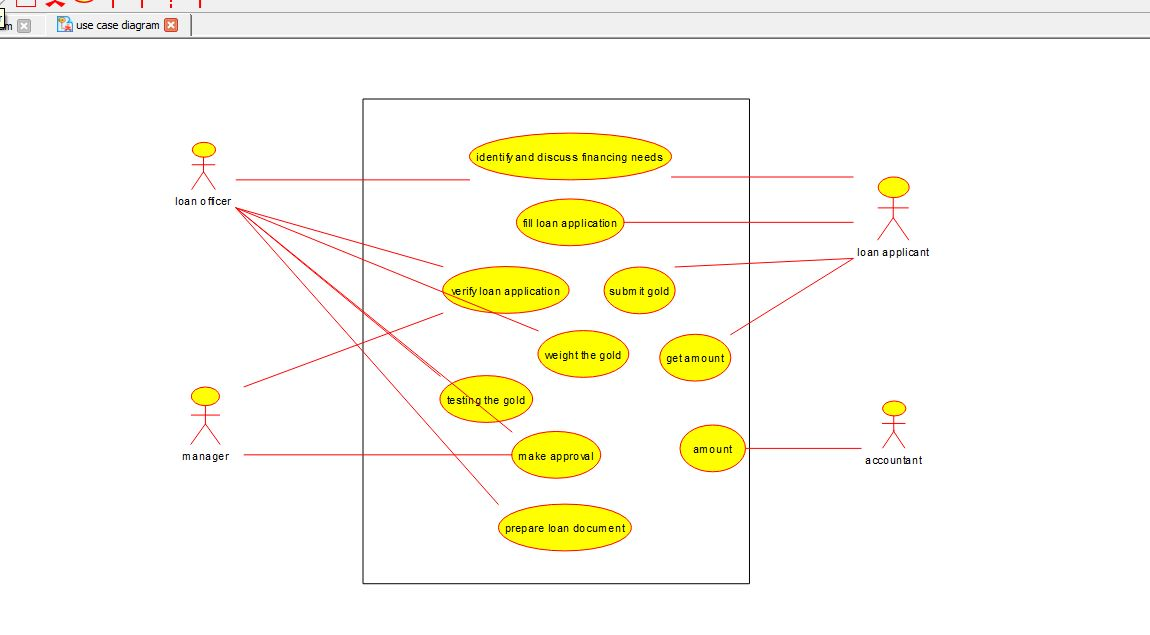 use case diagram
identify and discuss financing needs
loan officer
fill loan application
loan applicant
verify loan application
submit gold
weight the gold
get amount
testing the gold
manager
make approval
amount
accountant
prepare loan document